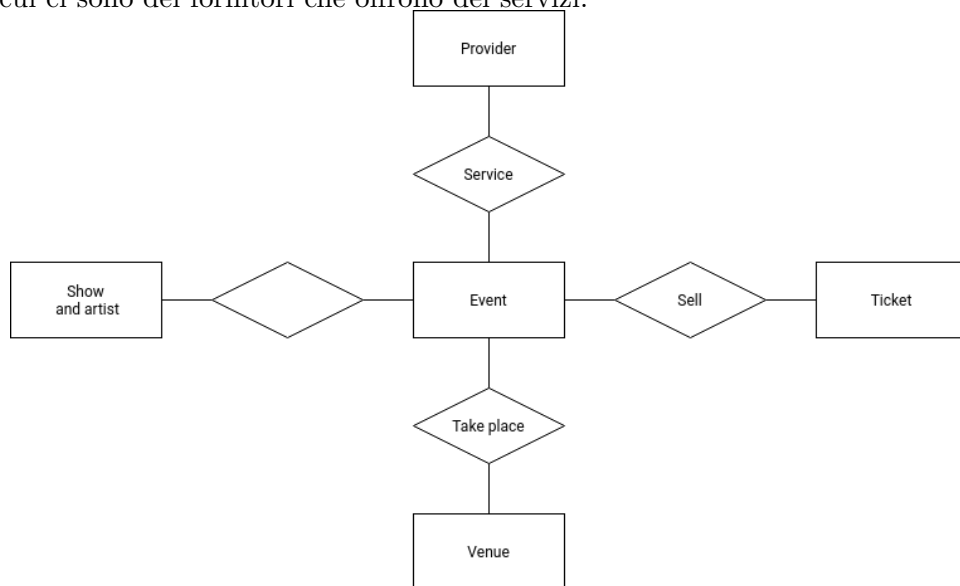 cui ci sono dei fornitori che offrono dei servizi:
Provider
Service
Show
and artist
Event
Sell
Ticket
Take place
Venue